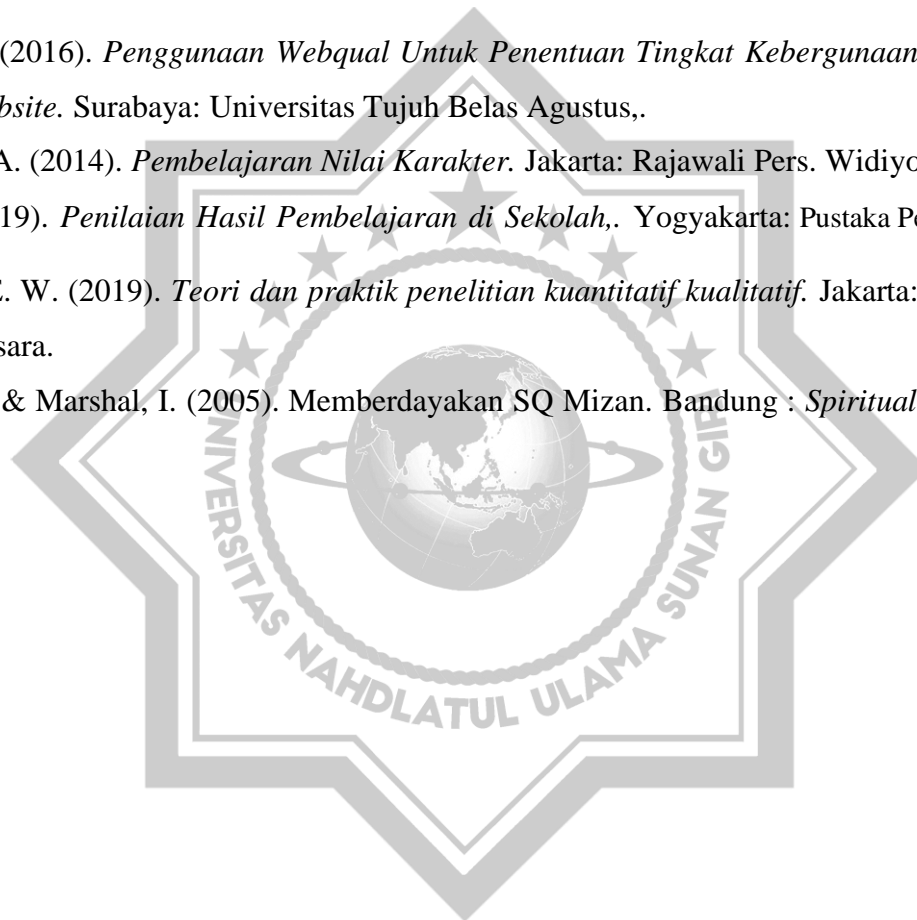 (2016). Penggunaan Webqual Untuk Penentuan Tingkat Kebergunaan
bsite. Surabaya: Universitas Tujuh Belas Agustus,.
A. (2014). Pembelajaran Nilai Karakter. Jakarta: Rajawali Pers. Widiyo
19). Penilaian Hasil Pembelajaran di Sekolah,. Yogyakarta: Pustaka Pe
E. W. (2019). Teori dan praktik penelitian kuantitatif kualitatif. Jakarta:
sara.
& Marshal, I. (2005). Memberdayakan SQ Mizan. Bandung : Spiritual
UNIVERSITAS NAHDLATUL ULAMA SUNAN GIRI